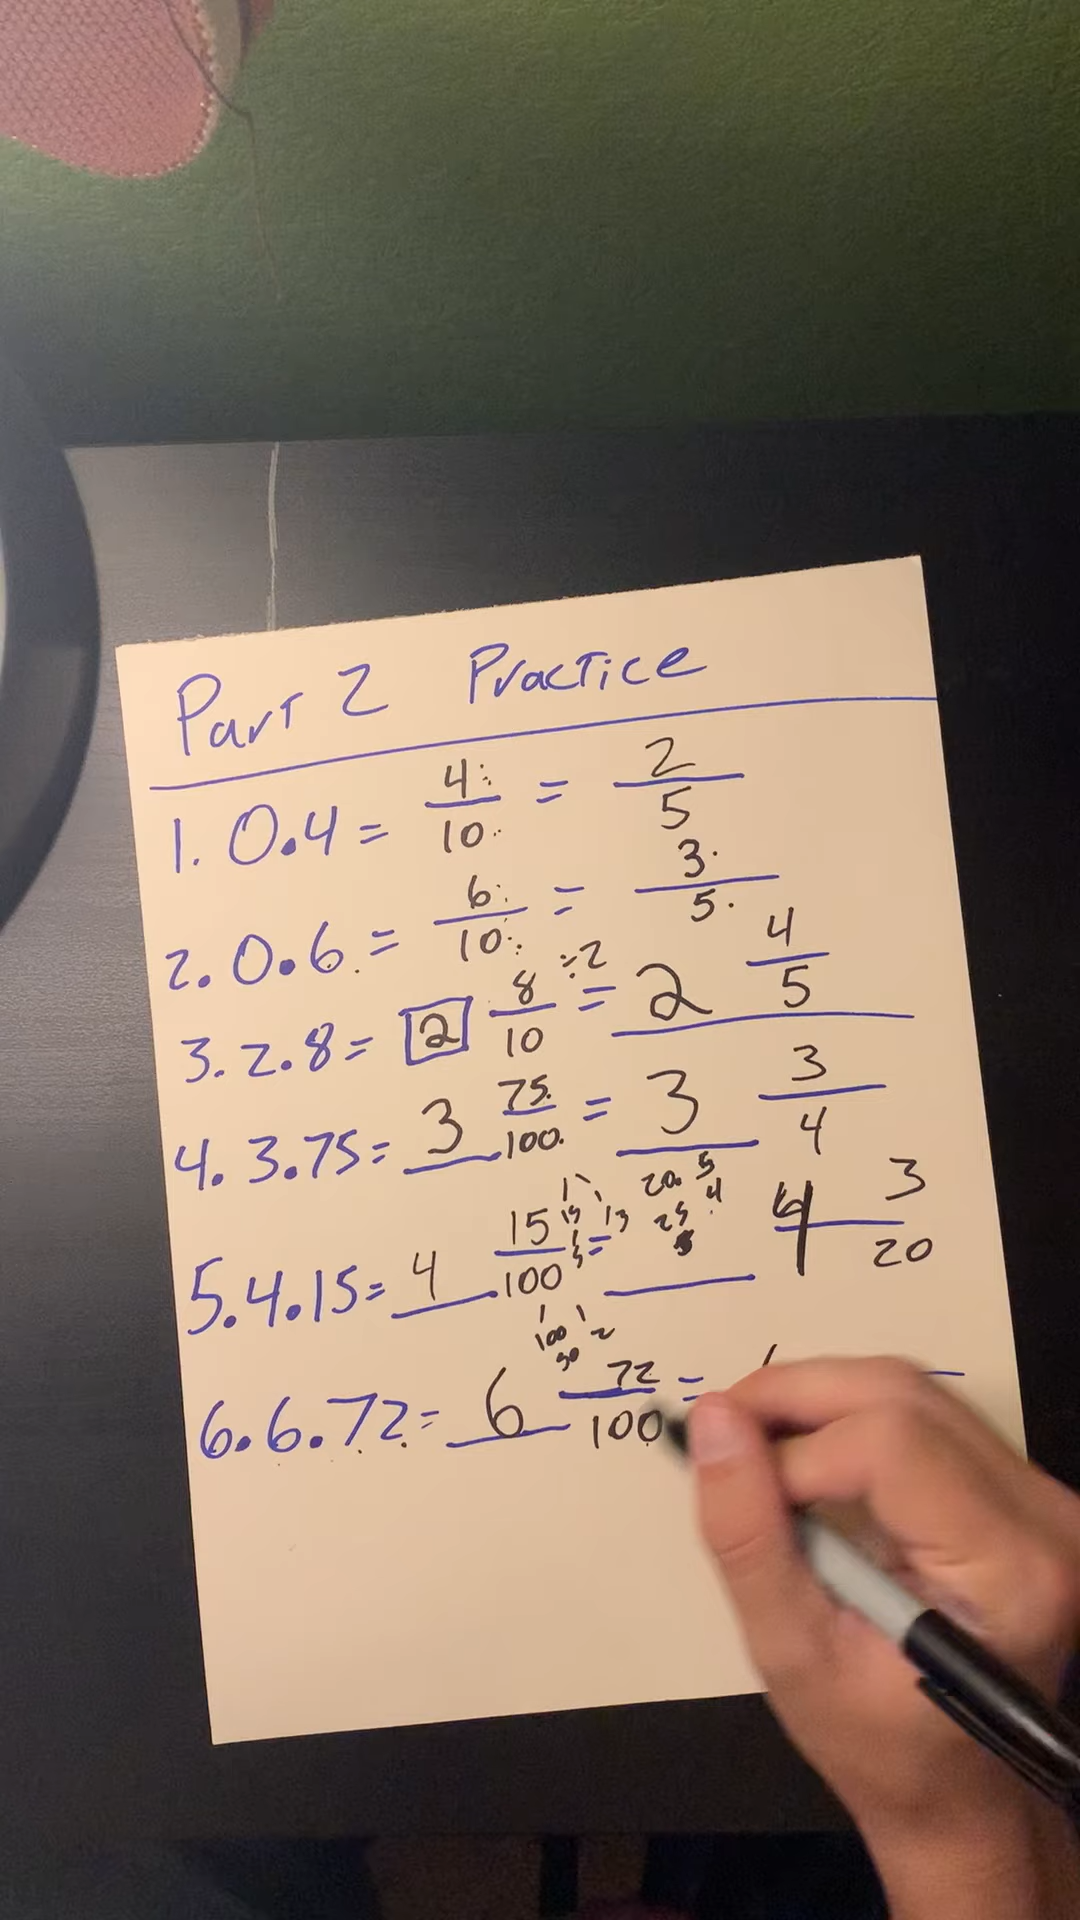 Part 2 Practice
1. 0.4 = 4/10 = 2/5
2. 0.6 = 6/10 = 3/5
3. 2.8 = 2 8/10 ÷2 = 2 4/5
4. 3.75 = 3 75/100 = 3 3/4
5. 4.15 = 4 15/100 = 4 3/20
6. 6.72 = 6 72/100 =